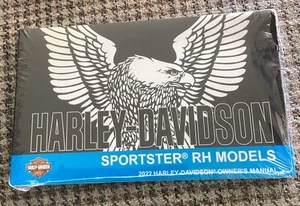 HARLEY-DAVIDSON
SPORTSTER® RH MODELS
2022 HARLEY-DAVIDSON® OWNER'S MANUAL